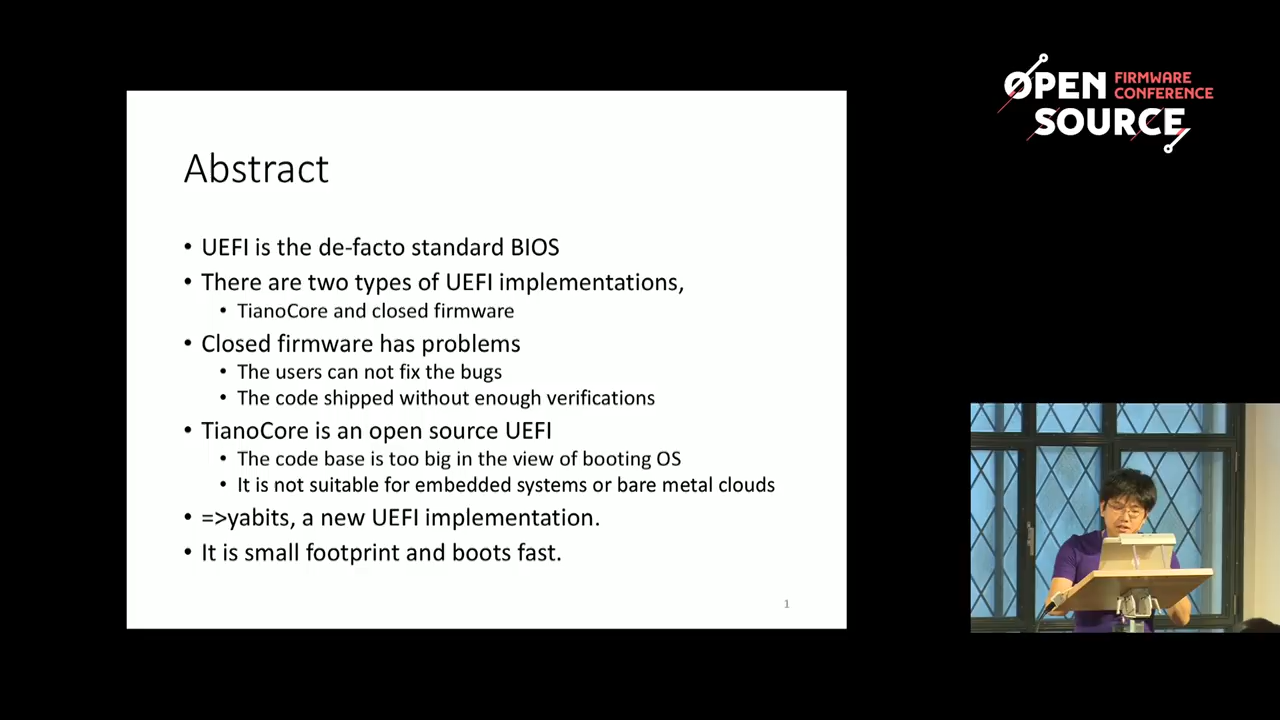 Abstract
• UEFI is the de-facto standard BIOS
• There are two types of UEFI implementations,
• TianoCore and closed firmware
• Closed firmware has problems
• The users can not fix the bugs
• The code shipped without enough verifications
• TianoCore is an open source UEFI
• The code base is too big in the view of booting OS
• It is not suitable for embedded systems or bare metal clouds
• =>yabits, a new UEFI implementation.
• It is small footprint and boots fast.
1
OPEN FIRMWARE
CONFERENCE
SOURCE